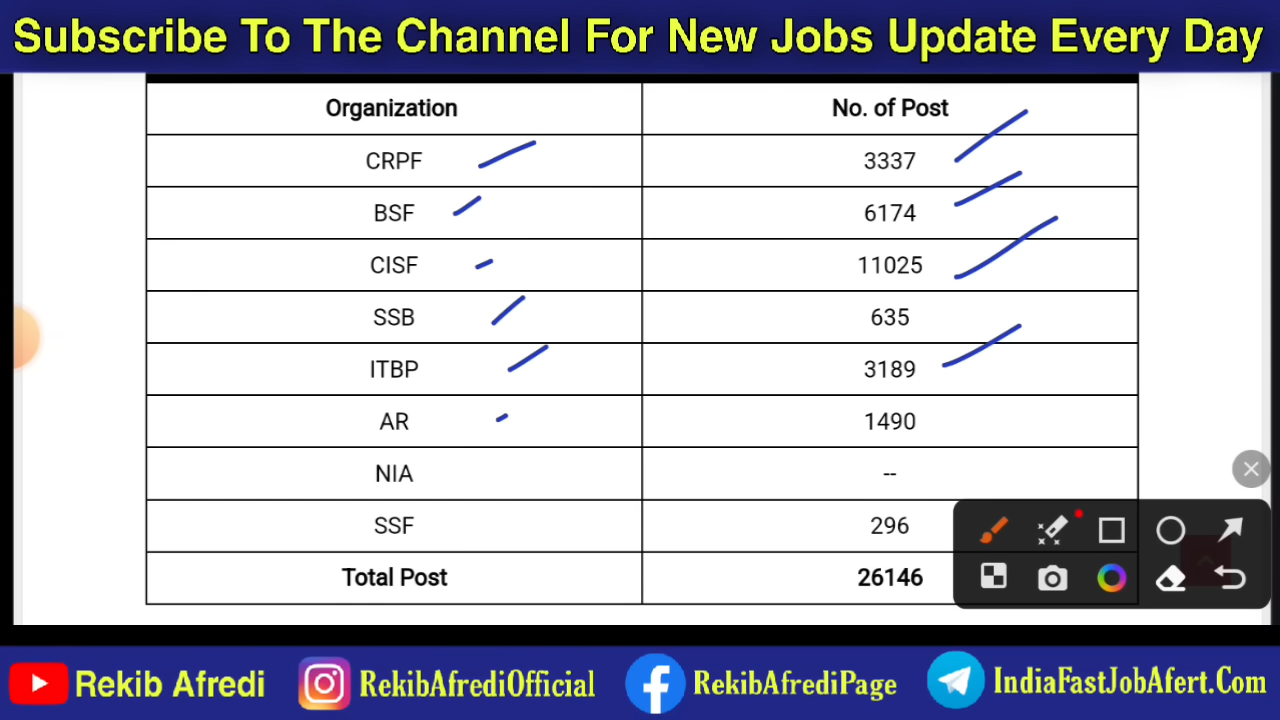 Subscribe To The Channel For New Jobs Update Every Day
Organization No. of Post
CRPF 3337
BSF 6174
CISF 11025
SSB 635
ITBP 3189
AR 1490
NIA --
SSF 296
Total Post 26146
Rekib Afredi RekibAfrediOfficial RekibAfrediPage IndiaFastJobAfert.Com